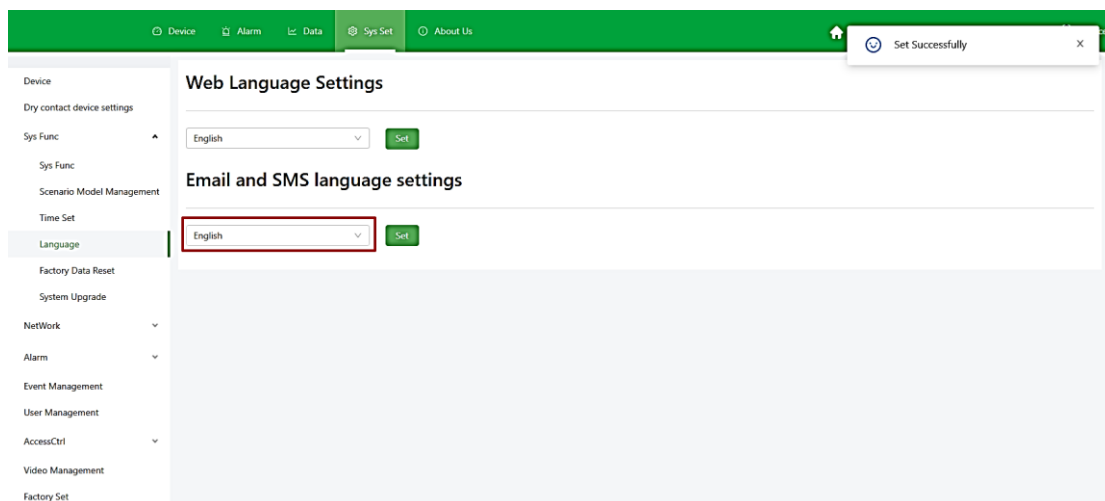 Device Alarm Data Sys Set About Us
Set Successfully X
Device
Dry contact device settings
Sys Func
Sys Func
Scenario Model Management
Time Set
Language
Factory Data Reset
System Upgrade
NetWork
Alarm
Event Management
User Management
AccessCtrl
Video Management
Factory Set
Web Language Settings
English Set
Email and SMS language settings
English Set